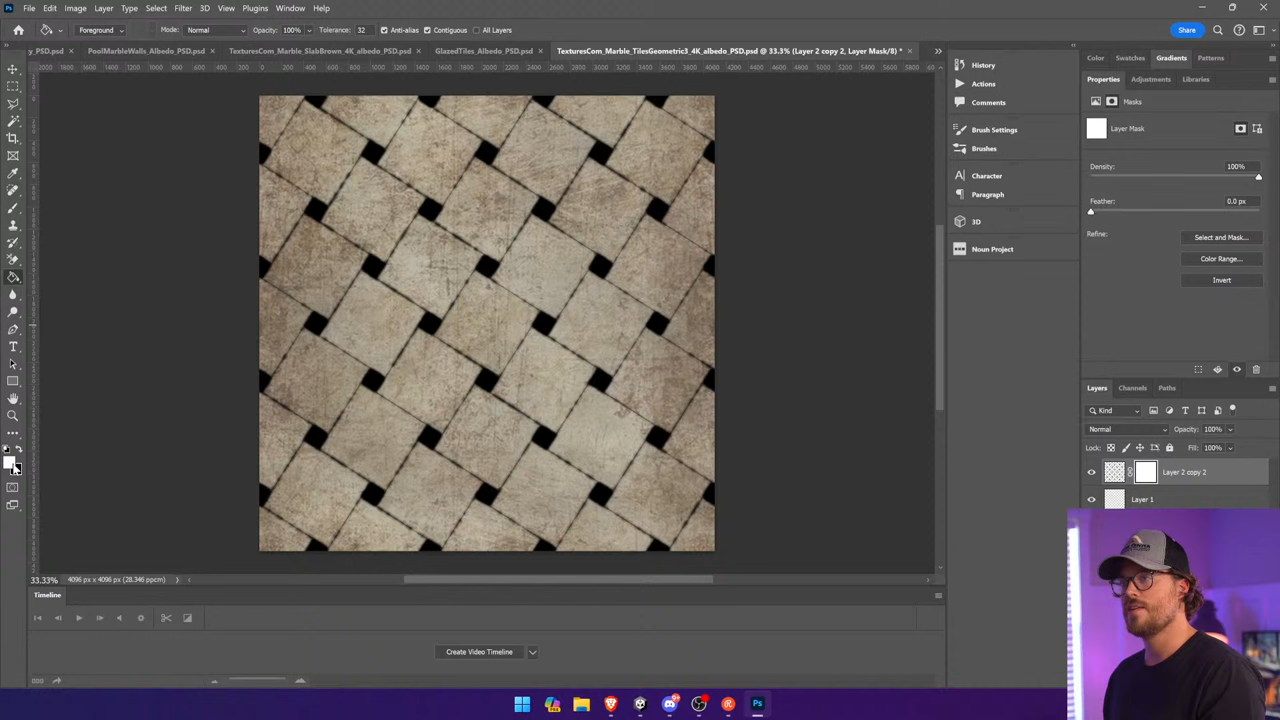 Ps File Edit Image Layer Type Select Filter 3D View Plugins Window Help
Foreground Mode: Normal Opacity: 100% Tolerance: 32 Anti-alias Contiguous All Layers Share
y_PSD.psd × PoolMarbleWalls_Albedo_PSD.psd × TexturesCom_Marble_SlabBrown_4K_albedo_PSD.psd × GlazedTiles_Albedo_PSD.psd × TexturesCom_Marble_TilesGeometric3_4K_albedo_PSD.psd @ 33.3% (Layer 2 copy 2, Layer Mask/8) * ×
History
Actions
Comments
Brush Settings
Brushes
Character
Paragraph
3D
Noun Project
Color Swatches Gradients Patterns
Properties Adjustments Libraries
Masks
Layer Mask
Density: 100%
Feather: 0.0 px
Refine: Select and Mask...
Color Range...
Invert
Layers Channels Paths
Kind
Normal Opacity: 100%
Lock: Fill: 100%
Layer 2 copy 2
Layer 1
33.33% 4096 px x 4096 px (28.346 ppcm)
Timeline
Create Video Timeline